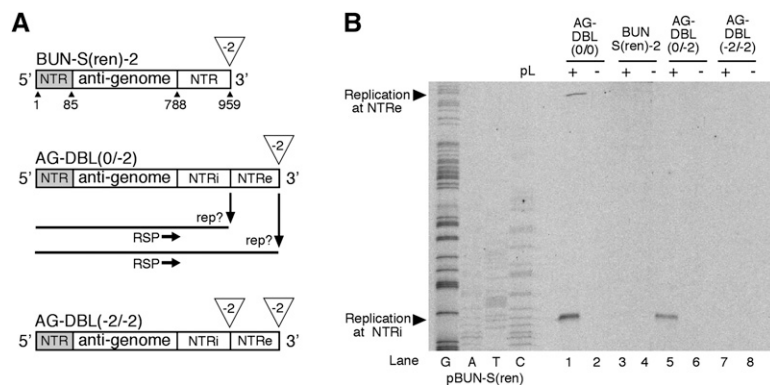 A
BUN-S(ren)-2
-2
5' NTR anti-genome NTR 3'
1 85 788 959
AG-DBL(0/-2)
-2
5' NTR anti-genome NTRi NTRe 3'
rep?
RSP
rep?
RSP
AG-DBL(-2/-2)
-2 -2
5' NTR anti-genome NTRi NTRe 3'
B
AG-DBL (0/0) BUN S(ren)-2 AG-DBL (0/-2) AG-DBL (-2/-2)
pL + - + - + - + -
Replication at NTRe
Replication at NTRi
Lane G A T C 1 2 3 4 5 6 7 8
pBUN-S(ren)